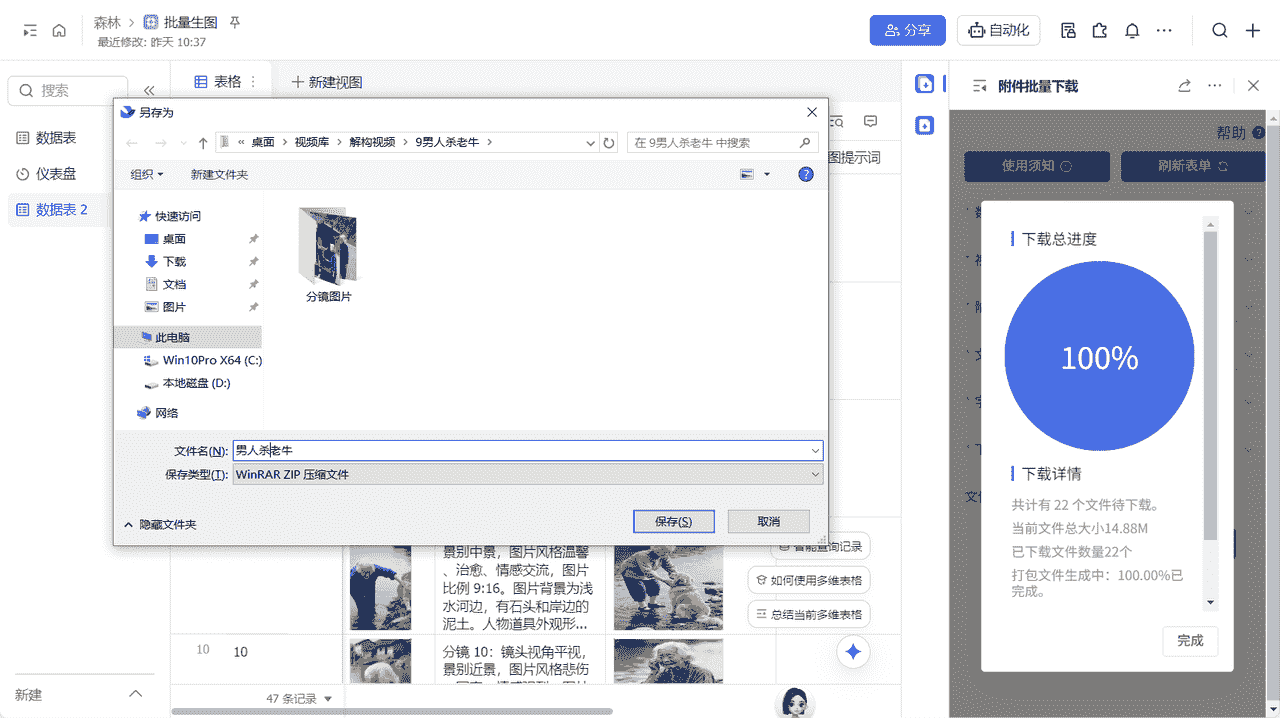 森林
批量生图
最近修改: 昨天 10:37
分享
自动化
搜索
表格
新建视图
数据表
仪表盘
数据表 2
图提示词
另存为
« 桌面 › 视频库 › 解构视频 › 9男人杀老牛 ›
在 9男人杀老牛 中搜索
组织
新建文件夹
快速访问
桌面
下载
文档
图片
此电脑
Win10Pro X64 (C:)
本地磁盘 (D:)
网络
分镜图片
文件名(N):
男人杀老牛
保存类型(T):
WinRAR ZIP 压缩文件
隐藏文件夹
保存(S)
取消
景别中景，图片风格温馨
、治愈、情感交流，图片
比例 9:16。图片背景为浅
水河边，有石头和岸边的
泥土。人物道具外观形...
10
10
分镜 10：镜头视角平视，
景别近景，图片风格悲伤
智能查询记录
如何使用多维表格
总结当前多维表格
新建
47 条记录
附件批量下载
帮助
使用须知
刷新表单
下载总进度
100%
下载详情
共计有 22 个文件待下载。
当前文件总大小14.88M
已下载文件数量22个
打包文件生成中：100.00%已
完成。
完成